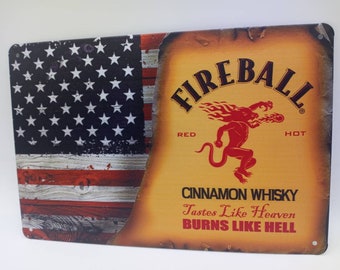 FIREBALL®
RED HOT
CINNAMON WHISKY
Tastes Like Heaven
BURNS LIKE HELL